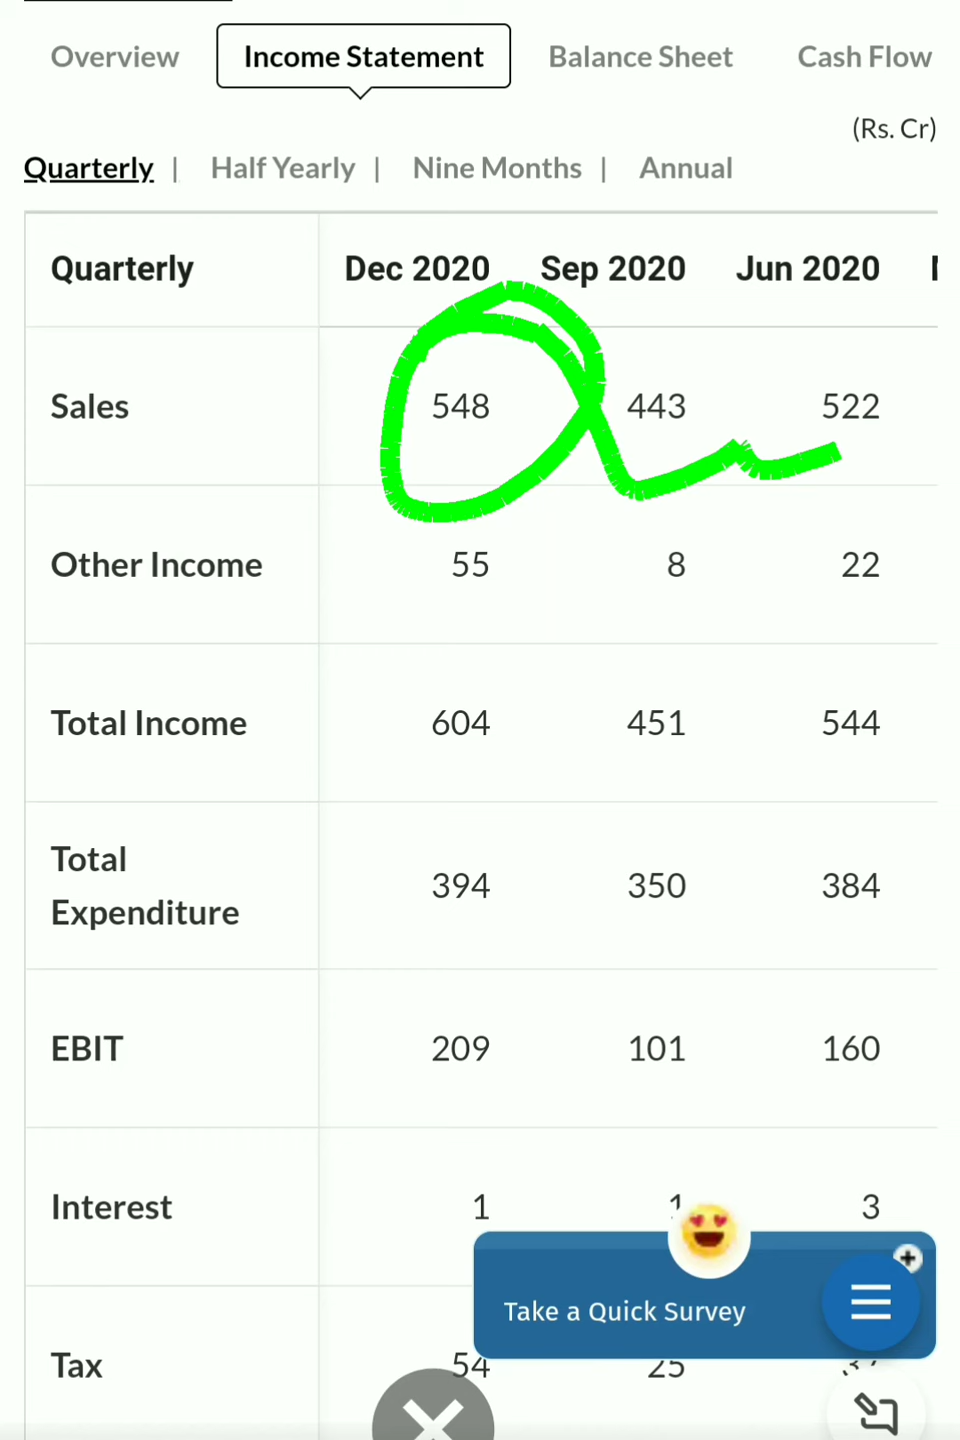 Overview Income Statement Balance Sheet Cash Flow
(Rs. Cr)
Quarterly | Half Yearly | Nine Months | Annual
Quarterly Dec 2020 Sep 2020 Jun 2020
Sales 548 443 522
Other Income 55 8 22
Total Income 604 451 544
Total
Expenditure 394 350 384
EBIT 209 101 160
Interest 1 1 3
Take a Quick Survey
Tax 54 25